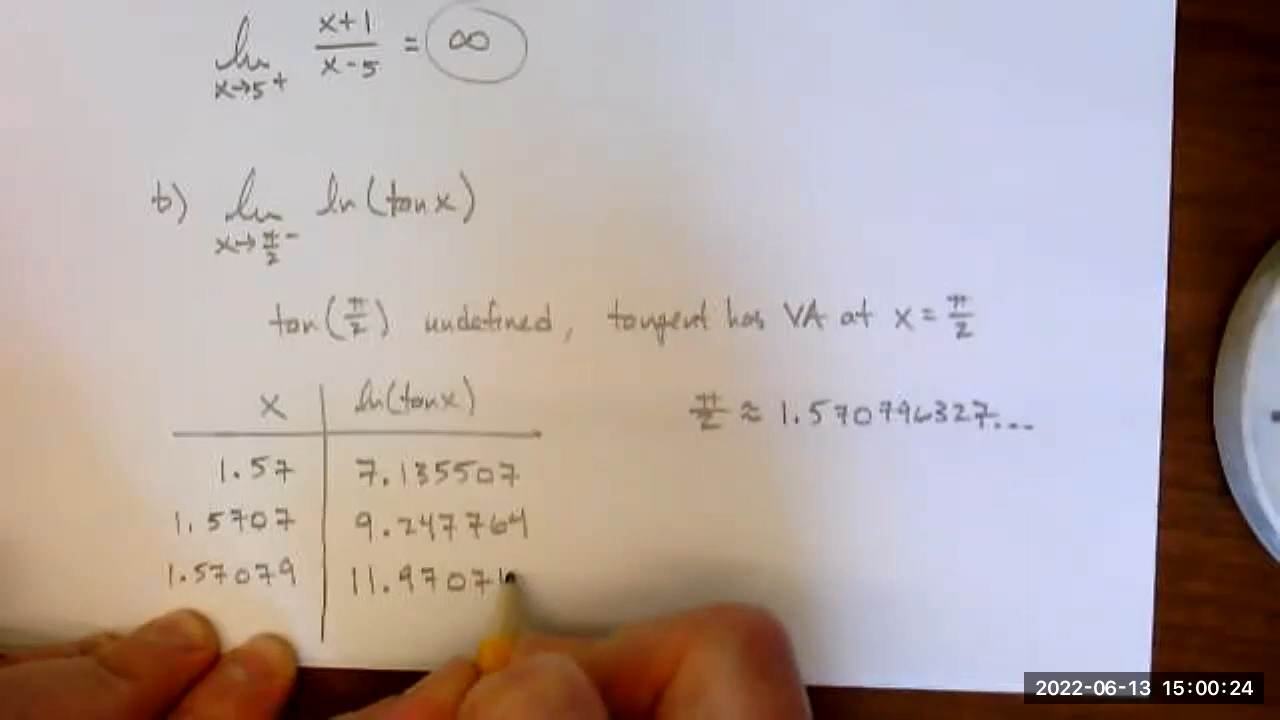 lim x→5+ x+1/x-5 = ∞
b) lim x→π/2- ln(tan x)
tan(π/2) undefined, tangent has VA at x = π/2
x ln(tanx)
π/2 ≈ 1.570796327...
1.57 7.135507
1.5707 9.247764
1.57079 11.9707
2022-06-13 15:00:24